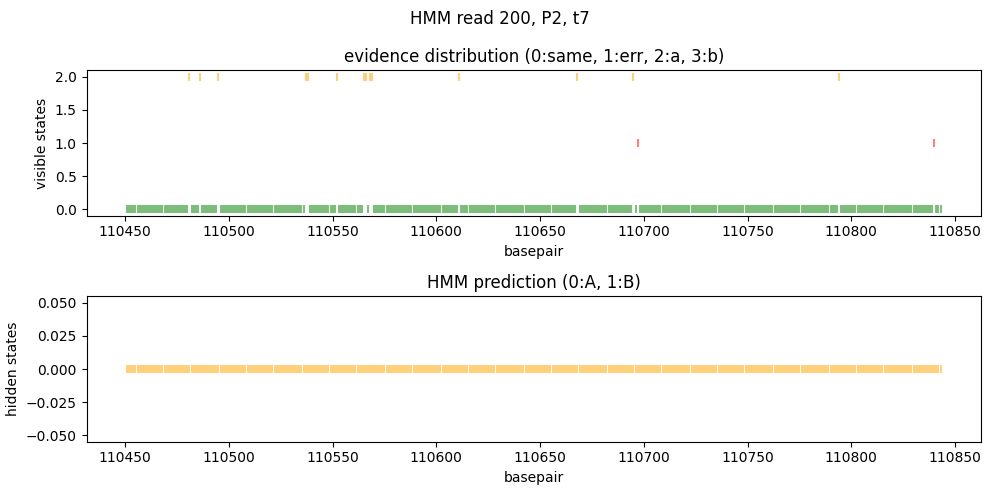 HMM read 200, P2, t7
evidence distribution (0:same, 1:err, 2:a, 3:b)
visible states
2.0
1.5
1.0
0.5
0.0
110450 110500 110550 110600 110650 110700 110750 110800 110850
basepair
HMM prediction (0:A, 1:B)
hidden states
0.050
0.025
0.000
−0.025
−0.050
110450 110500 110550 110600 110650 110700 110750 110800 110850
basepair